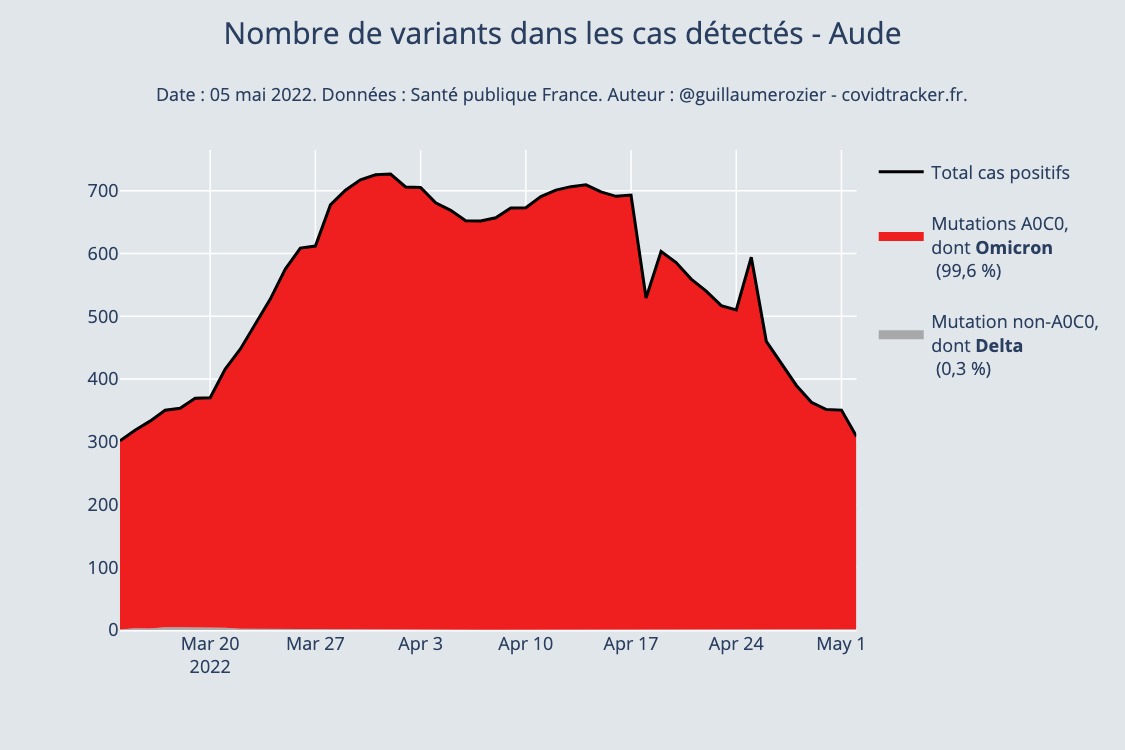 Nombre de variants dans les cas détectés - Aude
Date : 05 mai 2022. Données : Santé publique France. Auteur : @guillaumerozier - covidtracker.fr.
Total cas positifs
Mutations A0C0,
dont Omicron
(99,6 %)
Mutation non-A0C0,
dont Delta
(0,3 %)
700
600
500
400
300
200
100
0
Mar 20
2022
Mar 27
Apr 3
Apr 10
Apr 17
Apr 24
May 1